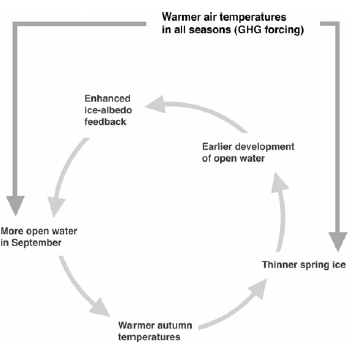 Warmer air temperatures
in all seasons (GHG forcing)
Enhanced
ice-albedo
feedback
Earlier development
of open water
More open water
in September
Thinner spring ice
Warmer autumn
temperatures